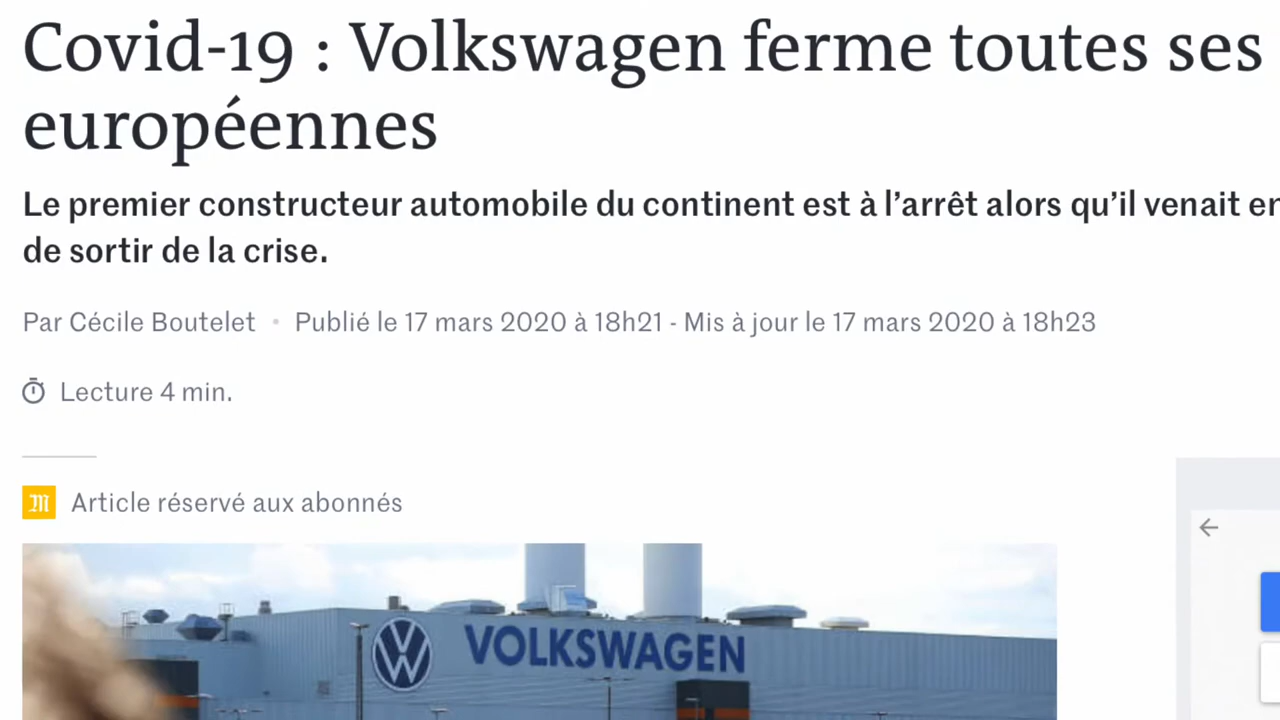 Covid-19 : Volkswagen ferme toutes ses
européennes
Le premier constructeur automobile du continent est à l’arrêt alors qu’il venait en
de sortir de la crise.
Par Cécile Boutelet • Publié le 17 mars 2020 à 18h21 - Mis à jour le 17 mars 2020 à 18h23
Lecture 4 min.
M Article réservé aux abonnés
VOLKSWAGEN